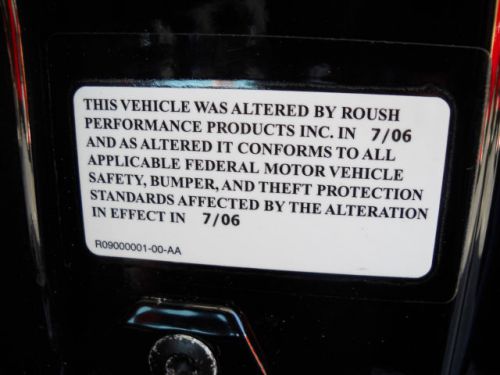 THIS VEHICLE WAS ALTERED BY ROUSH
PERFORMANCE PRODUCTS INC. IN 7/06
AND AS ALTERED IT CONFORMS TO ALL
APPLICABLE FEDERAL MOTOR VEHICLE
SAFETY, BUMPER, AND THEFT PROTECTION
STANDARDS AFFECTED BY THE ALTERATION
IN EFFECT IN 7/06
R09000001-00-AA